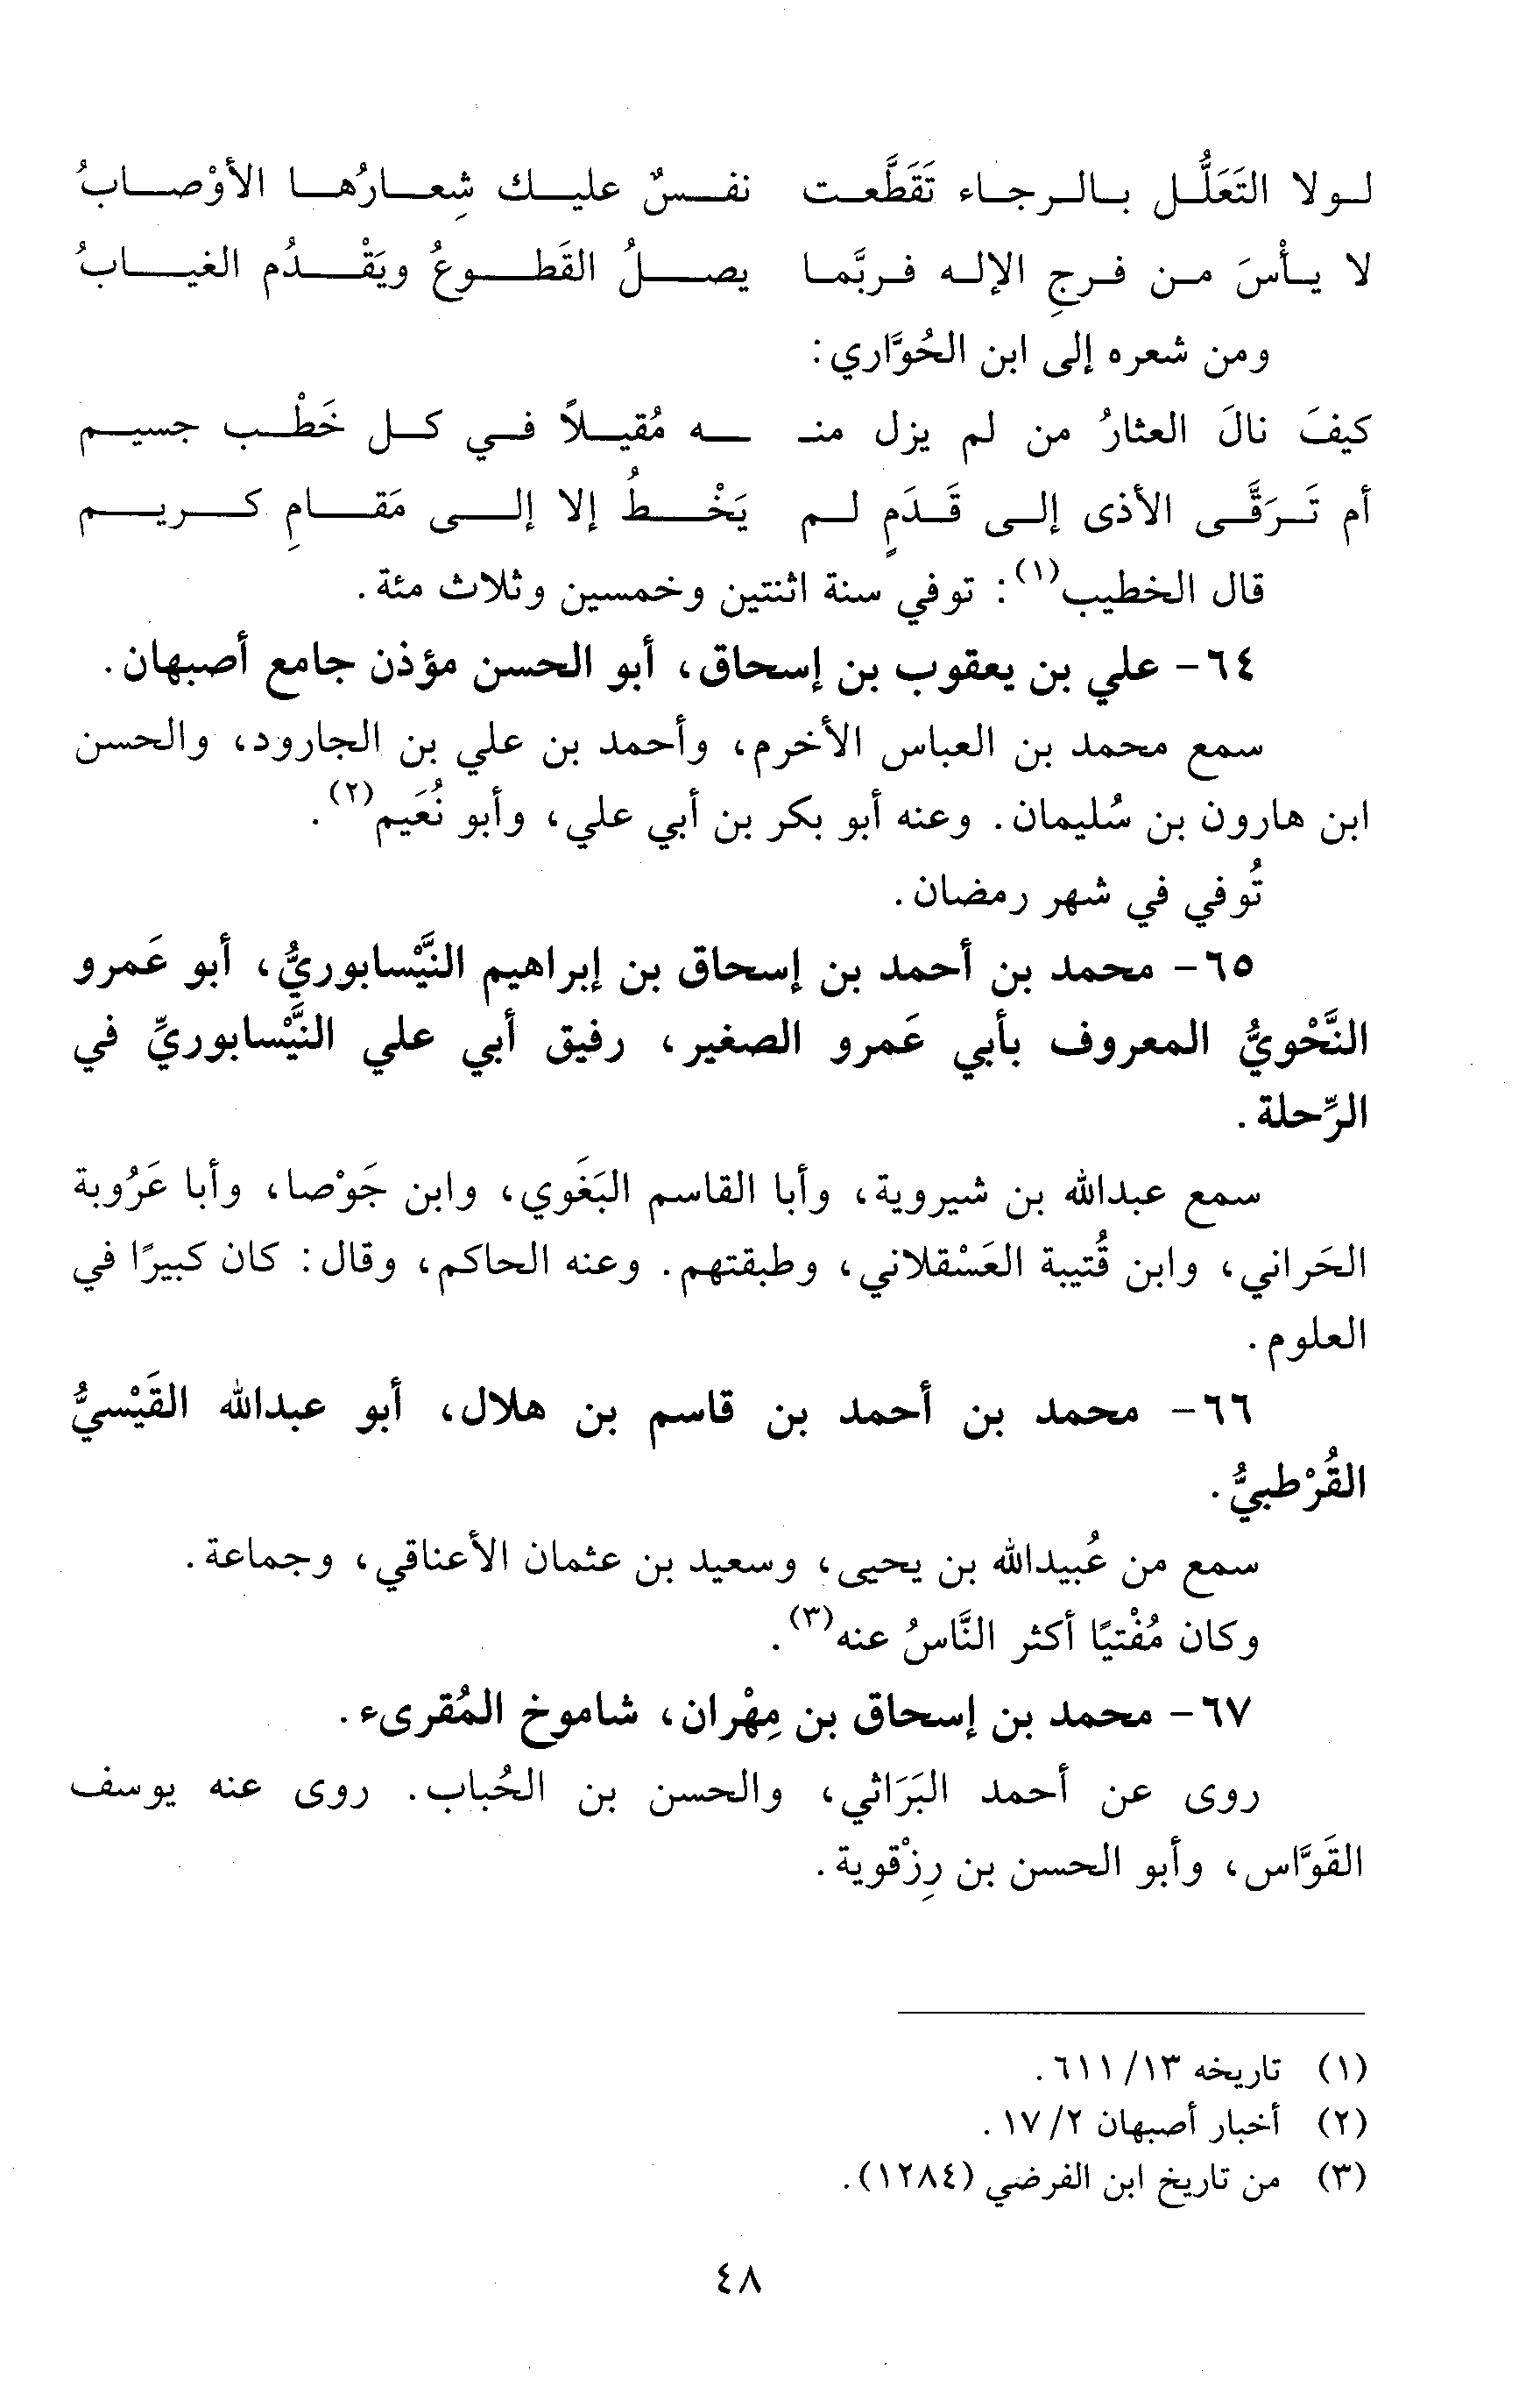 لولا التَعَلُّل بالرجاء تَقَطَّعت نفسٌ عليك شِعارُها الأوْصابُ
لا يأسَ من فرجِ الإله فربَّما يصلُ القَطوعُ ويَقْدُم الغيابُ
ومن شعره إلى ابن الحُوَّاري:
كيفَ نالَ العثارُ من لم يزل منـ ـه مُقيلاً في كل خَطْب جسيم
أم تَرَقَّى الأذى إلى قَدَمٍ لم يَخْطُ إلا إلى مَقامِ كريم
قال الخطيب(١): توفي سنة اثنتين وخمسين وثلاث مئة.
٦٤- علي بن يعقوب بن إسحاق، أبو الحسن مؤذن جامع أصبهان.
سمع محمد بن العباس الأخرم، وأحمد بن علي بن الجارود، والحسن
ابن هارون بن سُليمان. وعنه أبو بكر بن أبي علي، وأبو نُعَيم(٢).
تُوفي في شهر رمضان.
٦٥- محمد بن أحمد بن إسحاق بن إبراهيم النَّيْسابوريُّ، أبو عَمرو
النَّحْويُّ المعروف بأبي عَمرو الصغير، رفيق أبي علي النَّيْسابوريِّ في
الرِّحلة.
سمع عبدالله بن شيروية، وأبا القاسم البَغَوي، وابن جَوْصا، وأبا عَرُوبة
الحَراني، وابن قُتيبة العَسْقلاني، وطبقتهم. وعنه الحاكم، وقال: كان كبيرًا في
العلوم.
٦٦- محمد بن أحمد بن قاسم بن هلال، أبو عبدالله القَيْسيُّ
القُرْطبيُّ.
سمع من عُبيدالله بن يحيى، وسعيد بن عثمان الأعناقي، وجماعة.
وكان مُفْتيًا أكثر النَّاسُ عنه(٣).
٦٧- محمد بن إسحاق بن مِهْران، شاموخ المُقرىء.
روى عن أحمد البَرَاثي، والحسن بن الحُباب. روى عنه يوسف
القَوَّاس، وأبو الحسن بن رِزْقوية.
(١) تاريخه ١٣/ ٦١١.
(٢) أخبار أصبهان ٢/ ١٧.
(٣) من تاريخ ابن الفرضي (١٢٨٤).
٤٨